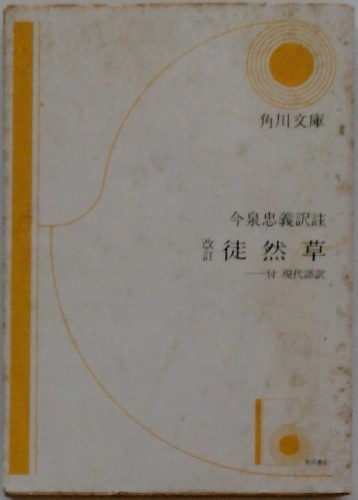 角川文庫
今泉忠義訳註
改訂 徒然草
——付 現代語訳